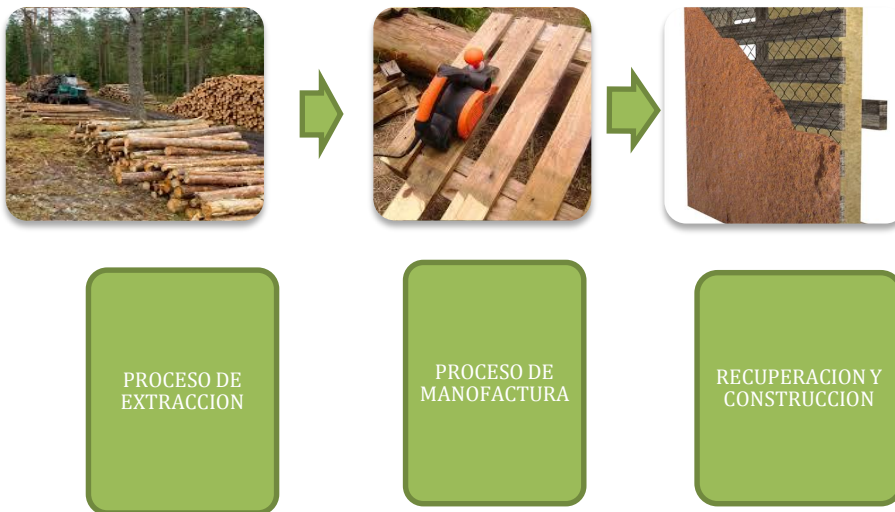 PROCESO DE
EXTRACCION
PROCESO DE
MANOFACTURA
RECUPERACION Y
CONSTRUCCION